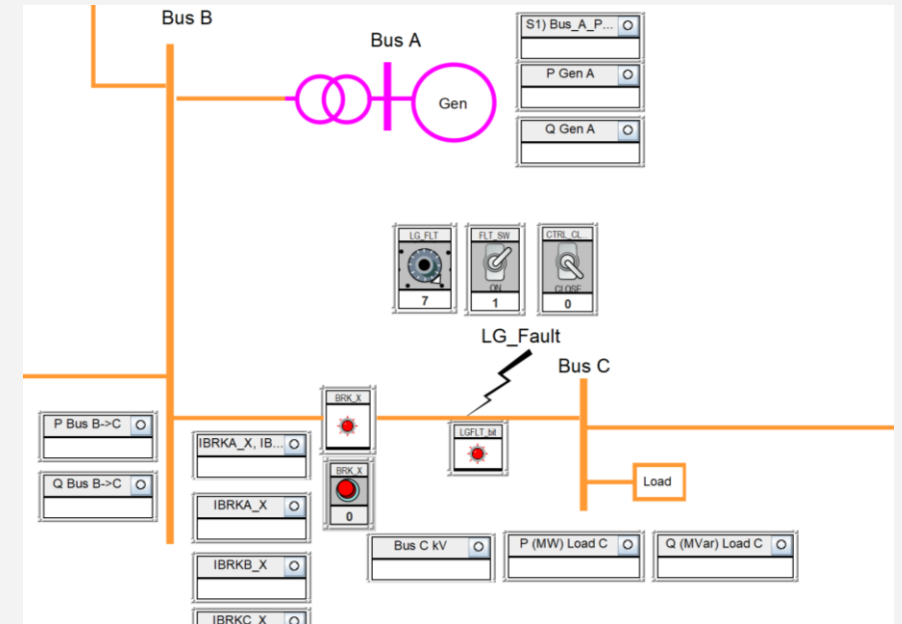 Bus B
Bus A
Gen
S1) Bus_A_P...
P Gen A
Q Gen A
LG_FLT
7
FLT_SW
ON
1
CTRL_CL...
CLOSE
0
LG_Fault
Bus C
BRK_X
LGFLT_bit
P Bus B->C
Q Bus B->C
IBRKA_X, IB...
BRK_X
0
IBRKA_X
IBRKB_X
IBRKC_X
Load
Bus C kV
P (MW) Load C
Q (MVar) Load C